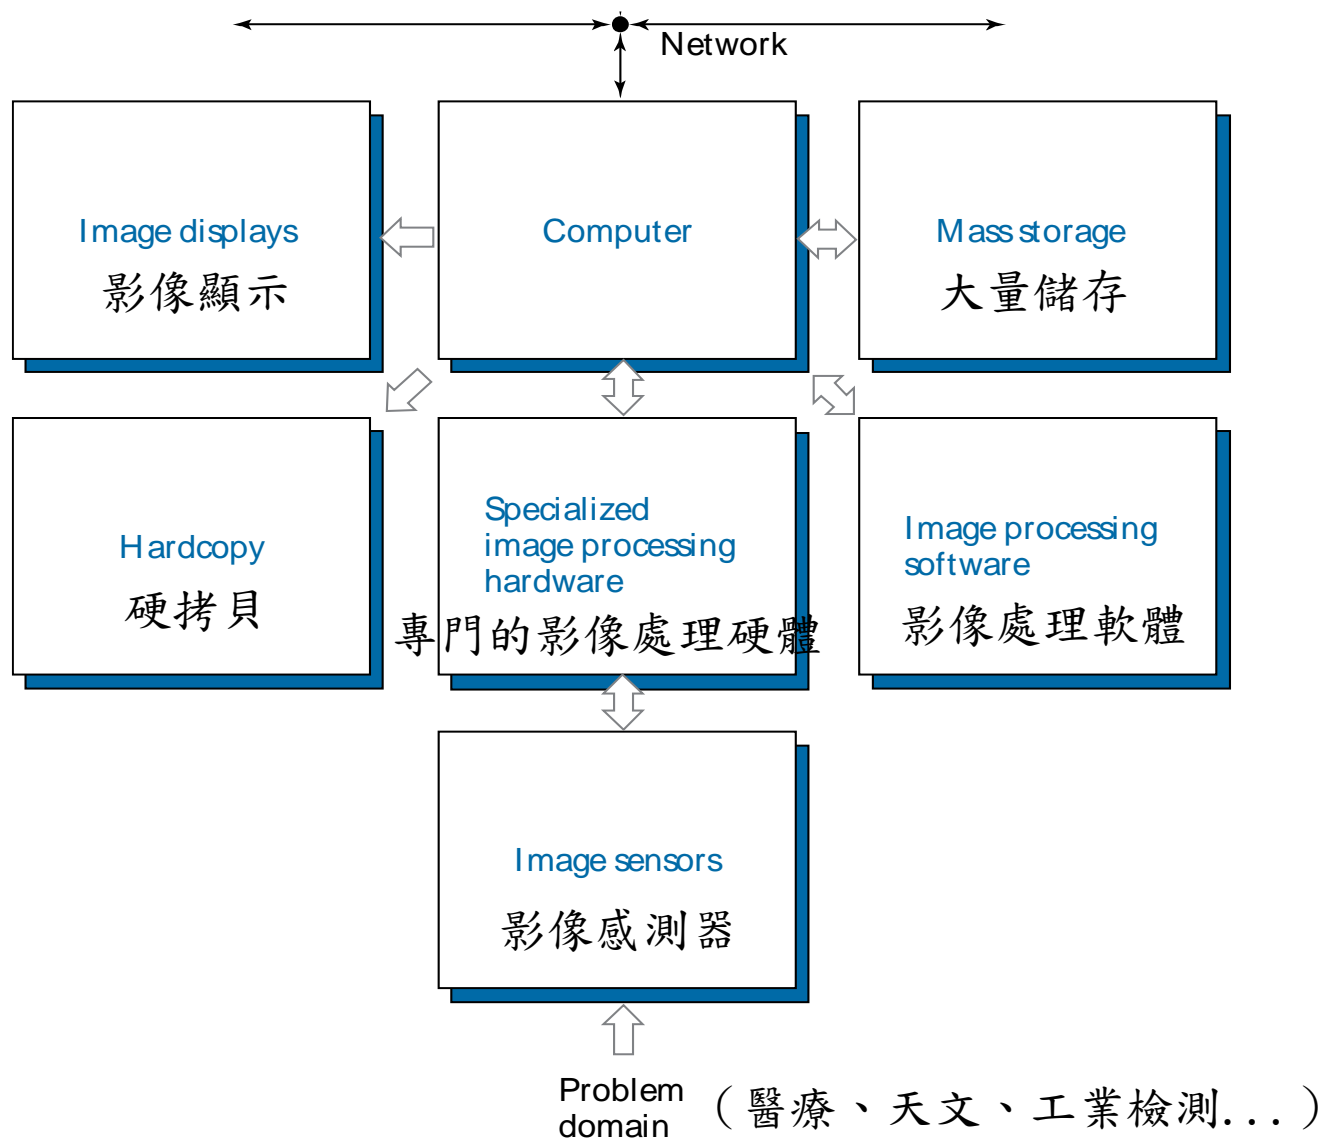 Network
Image displays
影像顯示
Computer
Mass storage
大量儲存
Hardcopy
硬拷貝
Specialized
image processing
hardware
專門的影像處理硬體
Image processing
software
影像處理軟體
Image sensors
影像感測器
Problem
domain
（醫療、天文、工業檢測...）